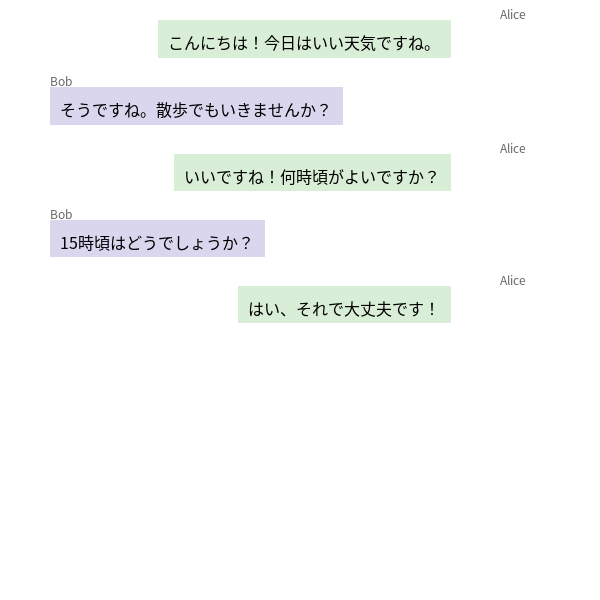 Alice
こんにちは！今日はいい天気ですね。
Bob
そうですね。散歩でもいきませんか？
Alice
いいですね！何時頃がよいですか？
Bob
15時頃はどうでしょうか？
Alice
はい、それで大丈夫です！